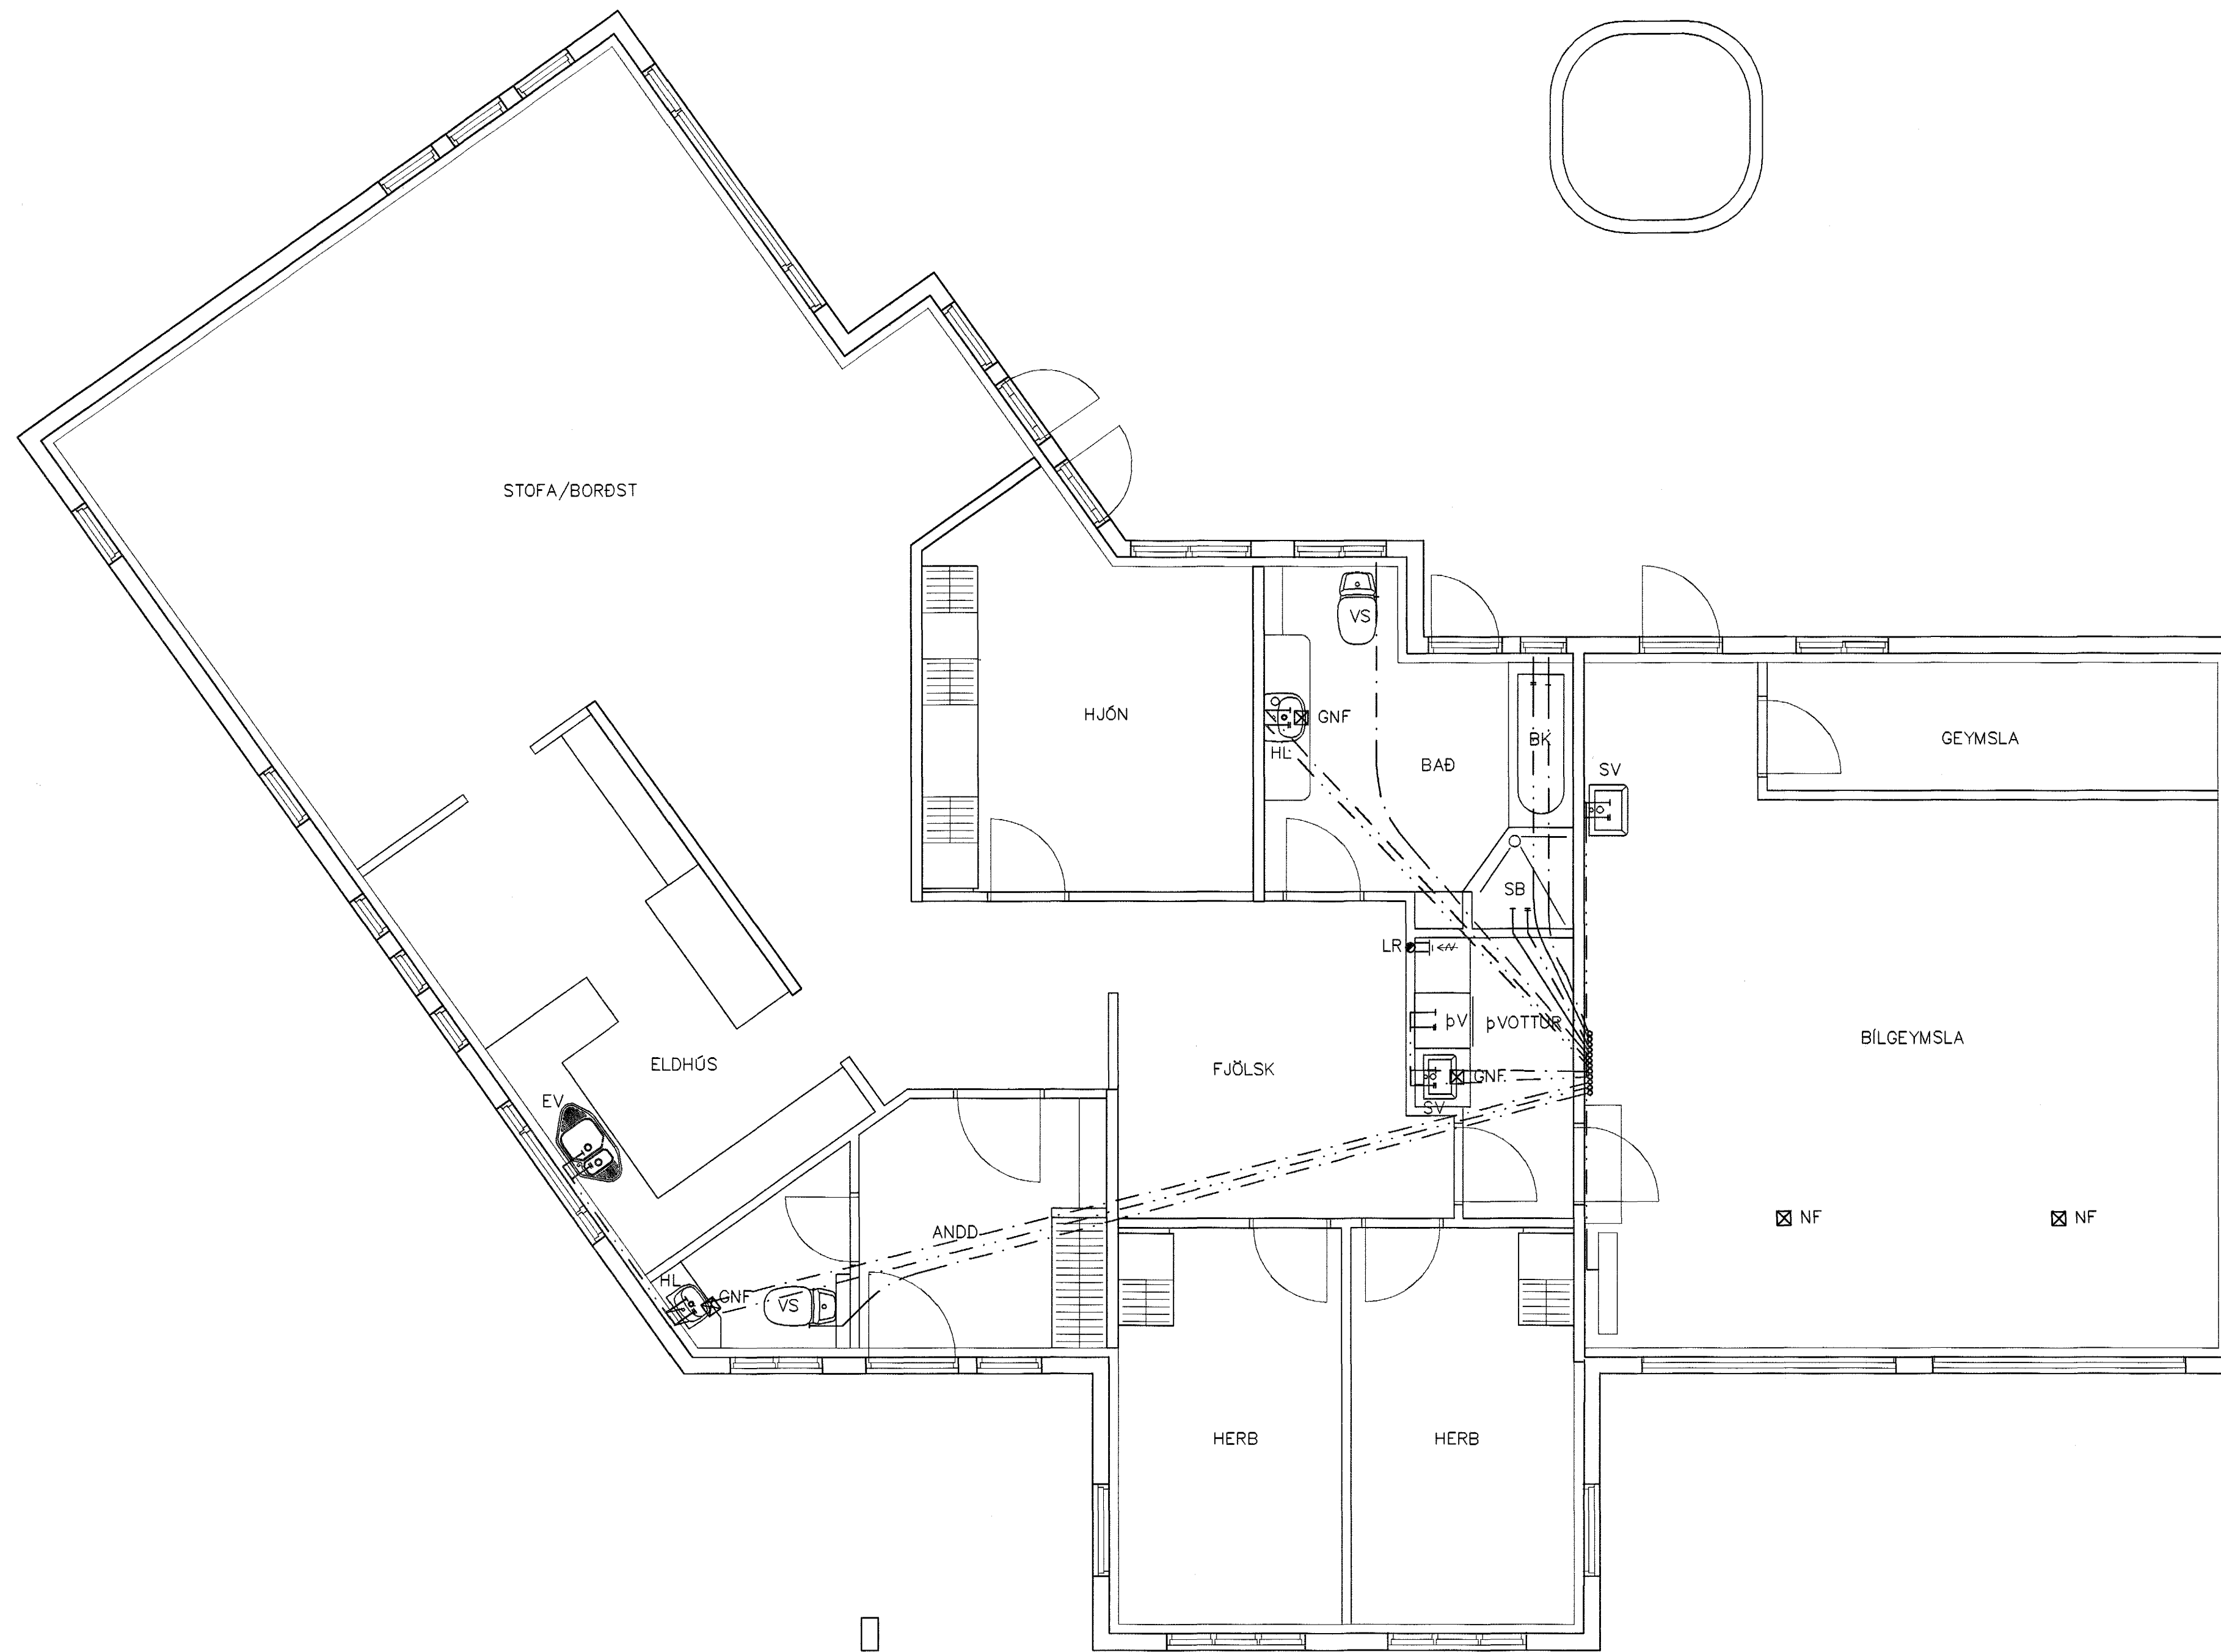 STOFA/BORÐST
VS
HJÓN
GNF
HL
BAÐ
BK
GEYMSLA
SV
SB
LR
ÞV
ÞVOTTUR
BÍLGEYMSLA
ELDHÚS
FJÖLSK
GNF
SV
EV
NF
NF
ANDD
HL
GNF
VS
HERB
HERB